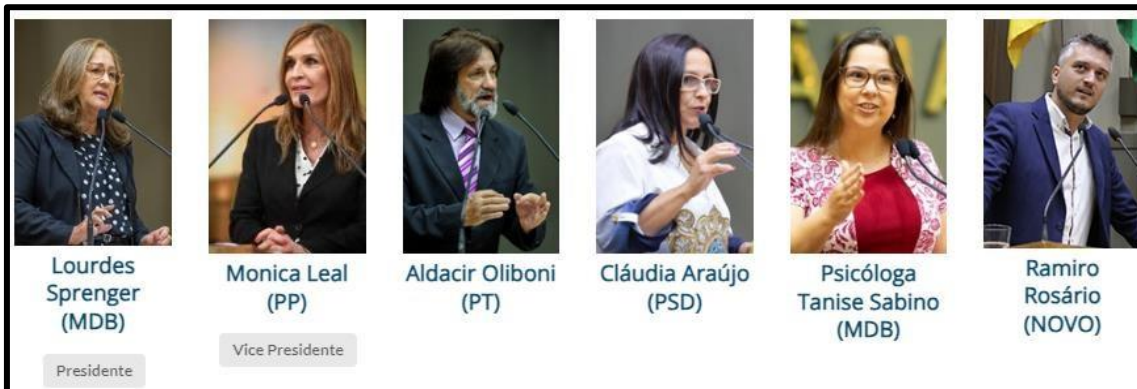 Lourdes
Sprenger
(MDB)
Presidente
Monica Leal
(PP)
Vice Presidente
Aldacir Oliboni
(PT)
Cláudia Araújo
(PSD)
Psicóloga
Tanise Sabino
(MDB)
Ramiro
Rosário
(NOVO)